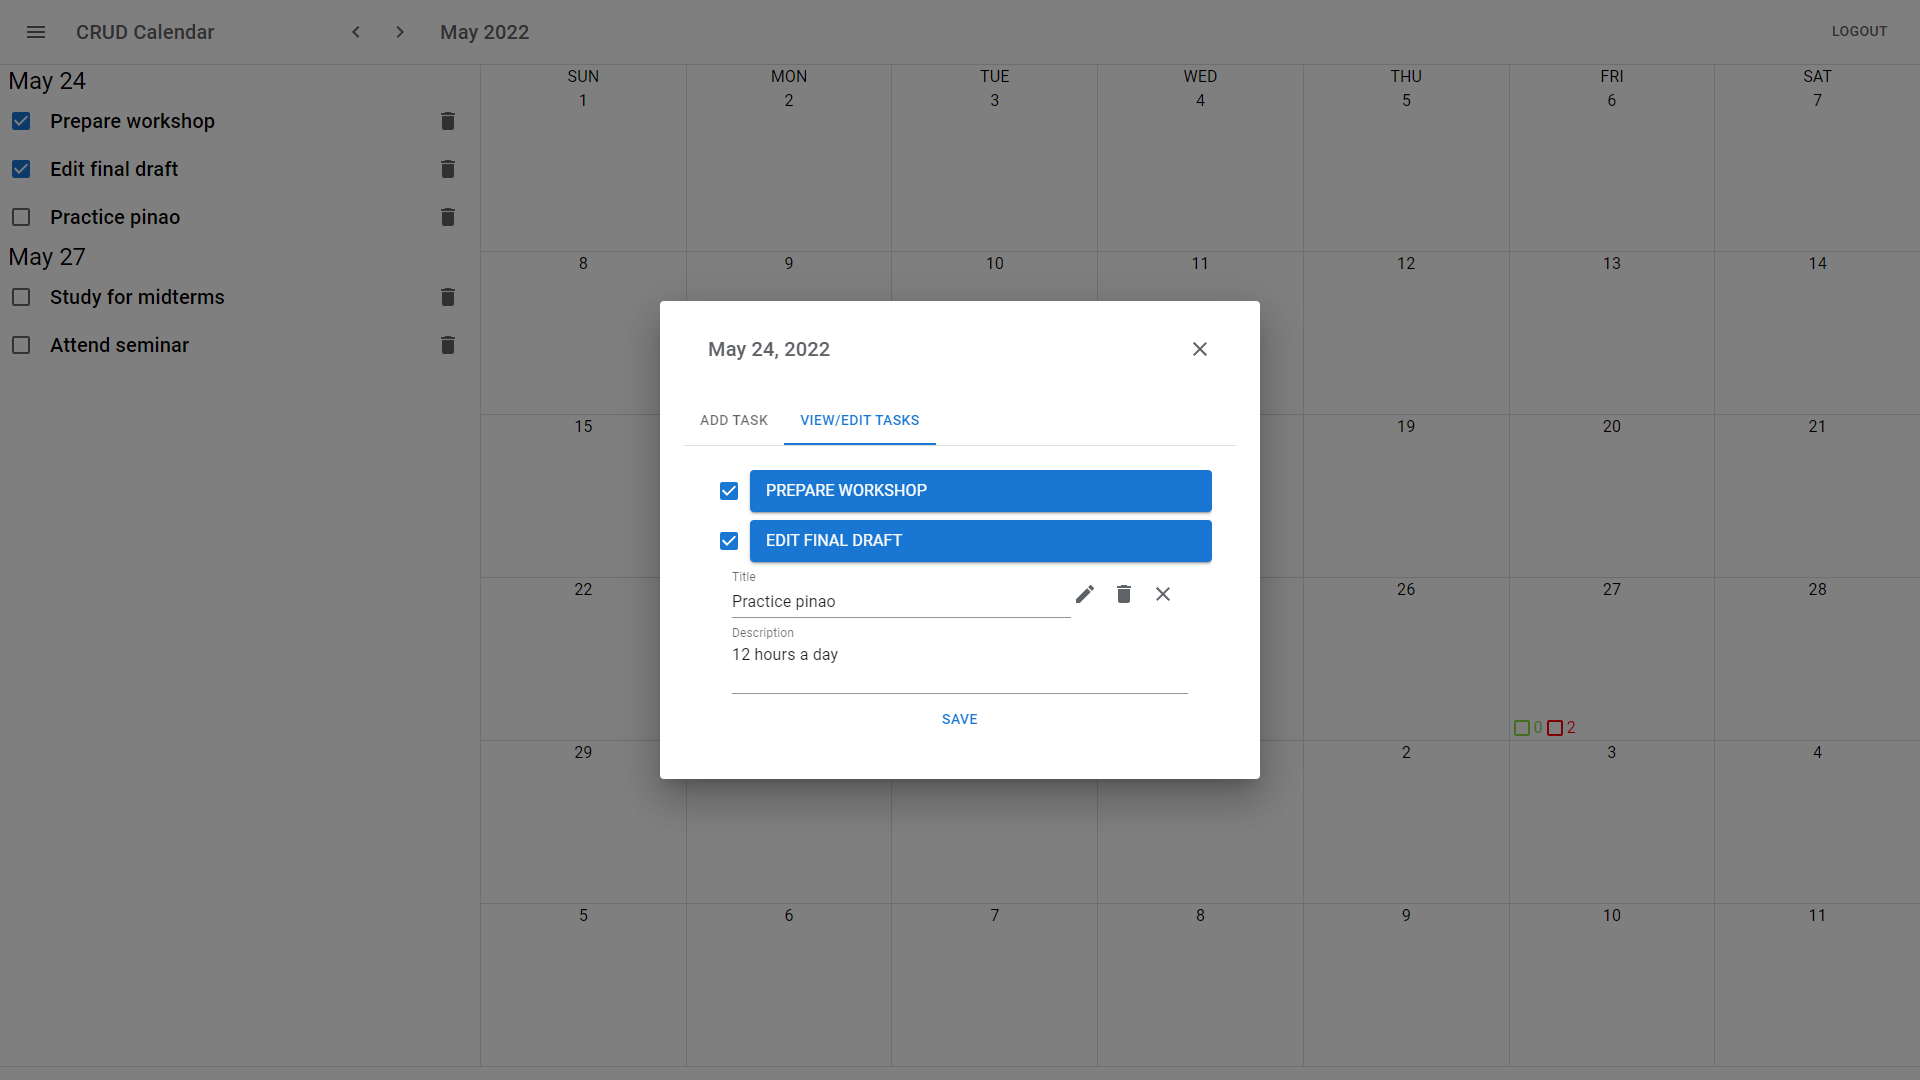 CRUD Calendar
May 2022
LOGOUT
May 24
Prepare workshop
Edit final draft
Practice pinao
May 27
Study for midterms
Attend seminar
SUN MON TUE WED THU FRI SAT
1 2 3 4 5 6 7
8 9 10 11 12 13 14
15 19 20 21
22 26 27 28
0 2
29 2 3 4
5 6 7 8 9 10 11
May 24, 2022
ADD TASK VIEW/EDIT TASKS
PREPARE WORKSHOP
EDIT FINAL DRAFT
Title
Practice pinao
Description
12 hours a day
SAVE